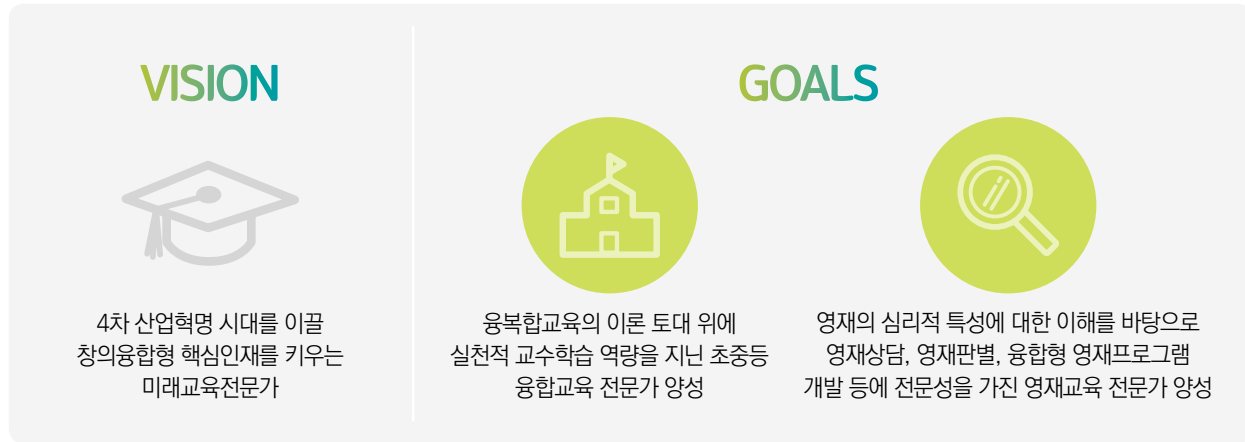 VISION
4차 산업혁명 시대를 이끌
창의융합형 핵심인재를 키우는
미래교육전문가
GOALS
융복합교육의 이론 토대 위에
실천적 교수학습 역량을 지닌 초중등
융합교육 전문가 양성
영재의 심리적 특성에 대한 이해를 바탕으로
영재상담, 영재판별, 융합형 영재프로그램
개발 등에 전문성을 가진 영재교육 전문가 양성